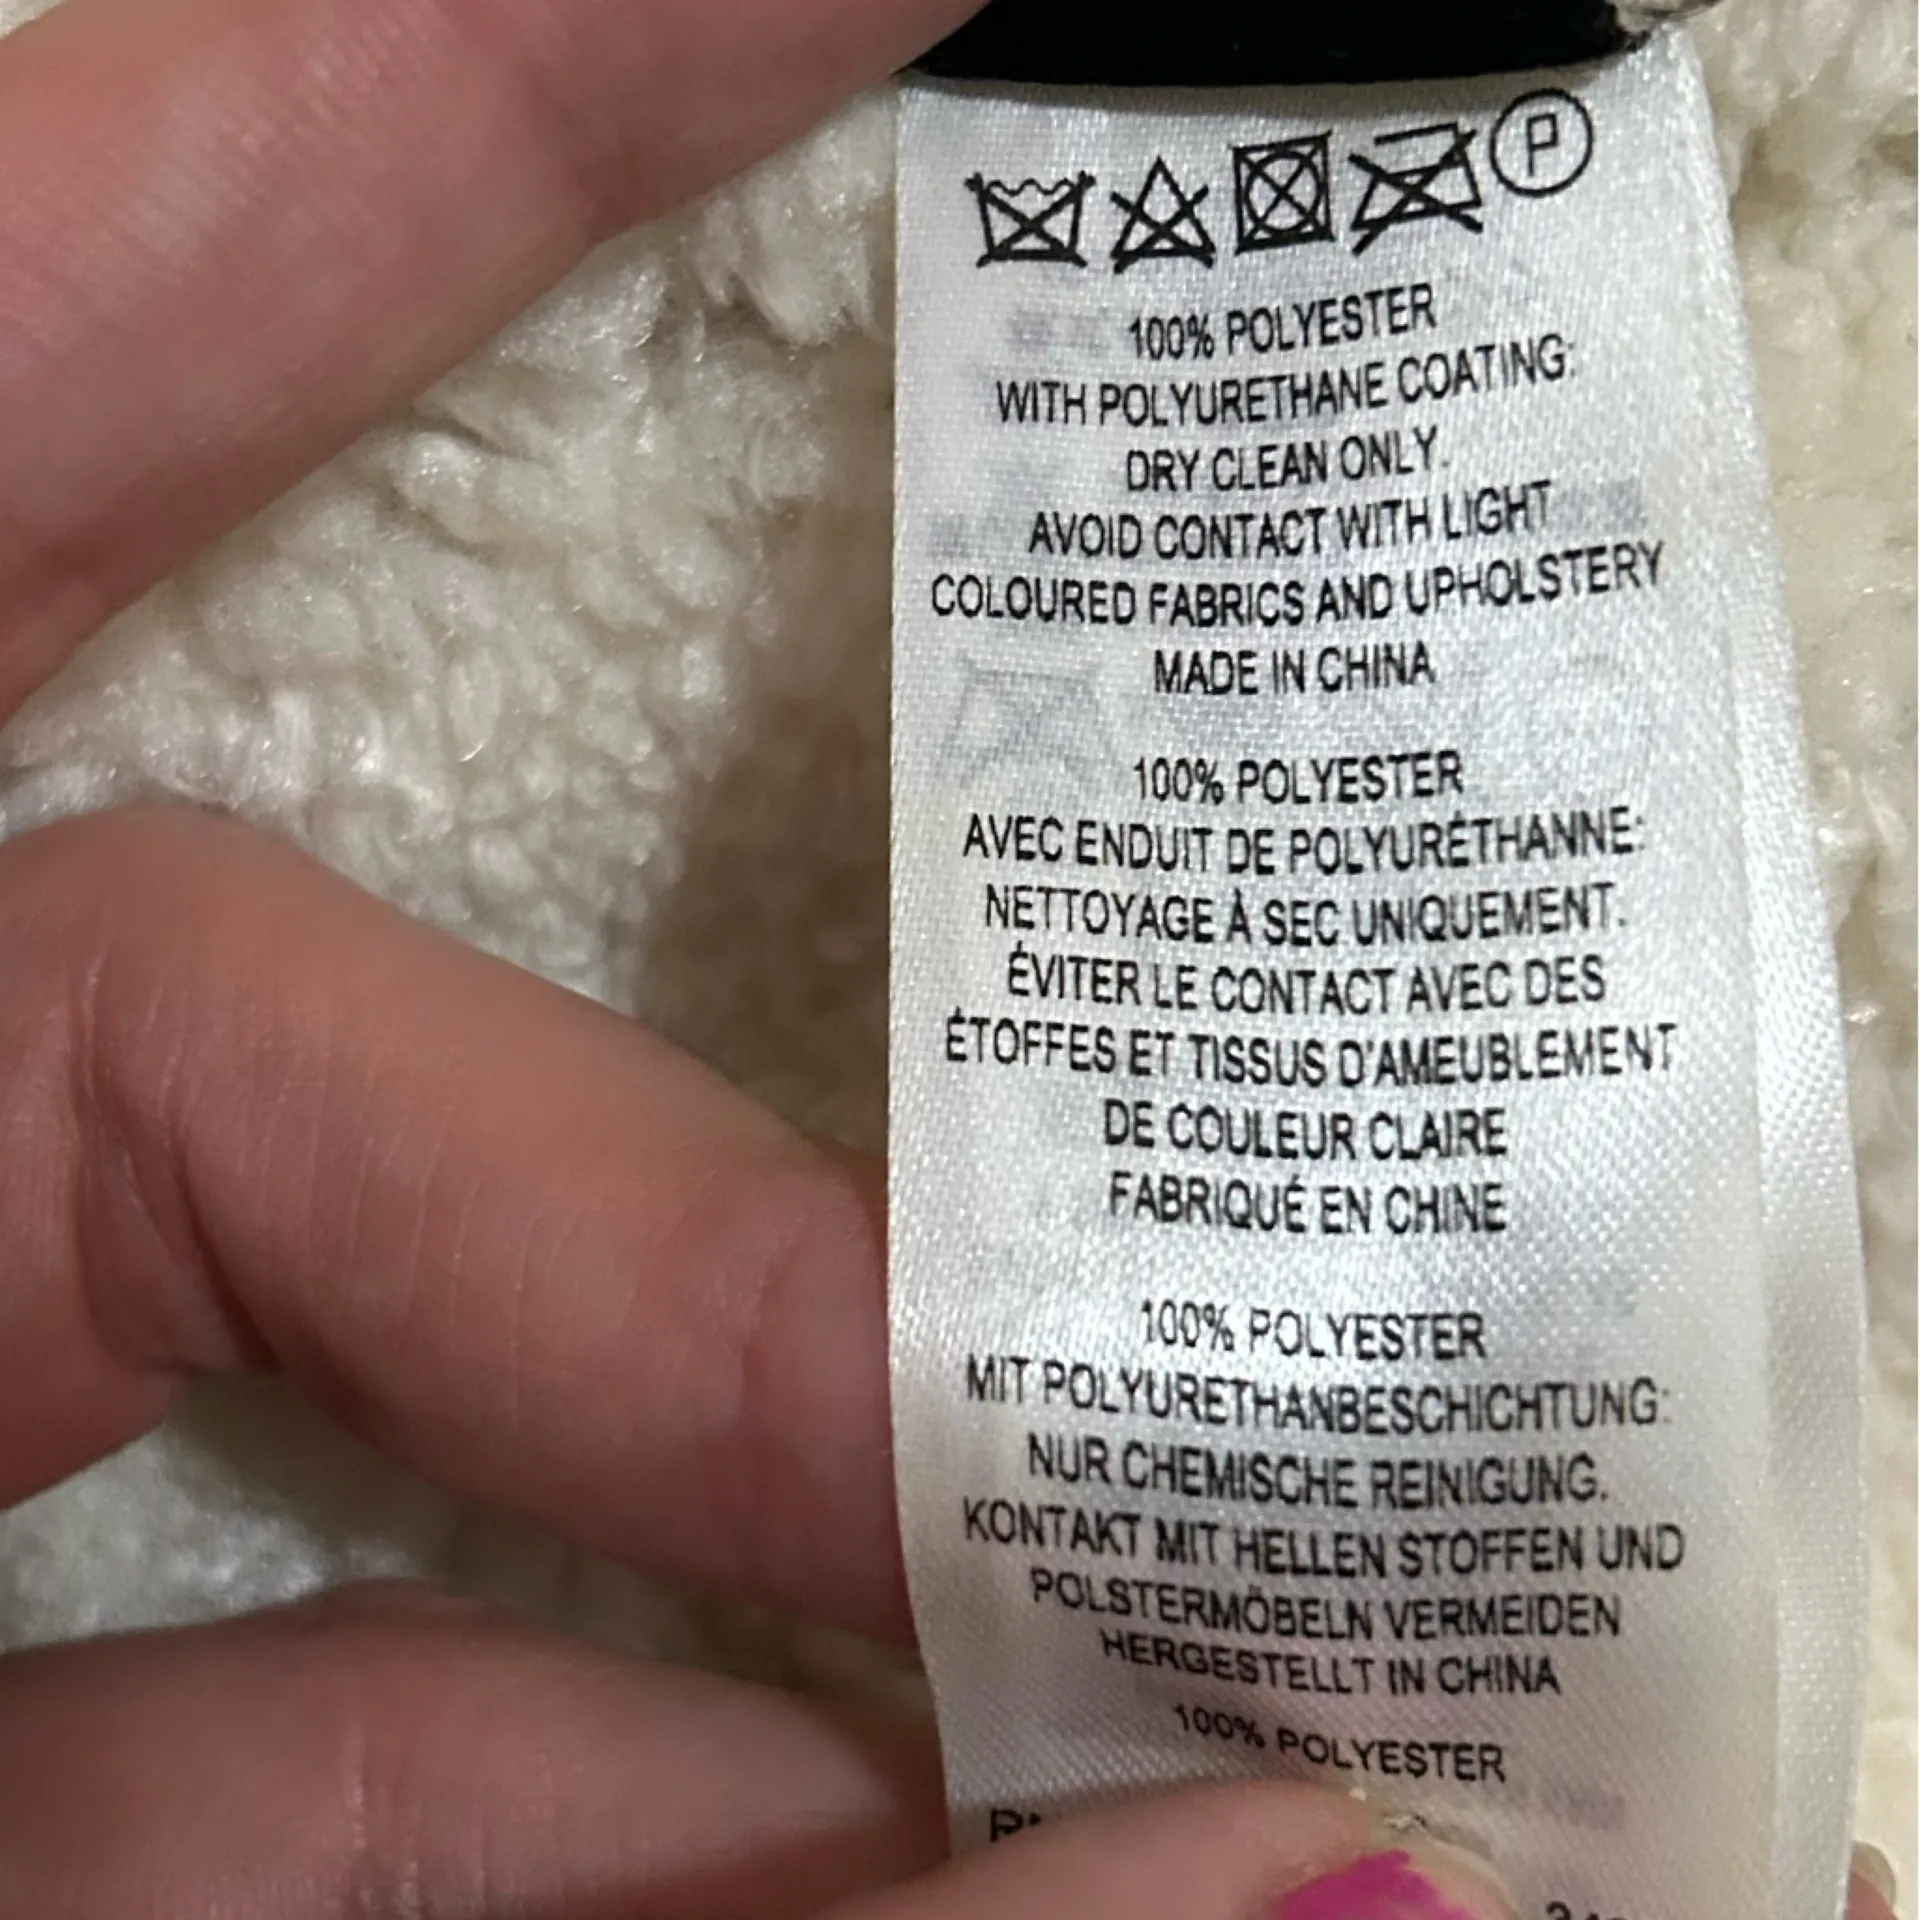 P
100% POLYESTER
WITH POLYURETHANE COATING:
DRY CLEAN ONLY.
AVOID CONTACT WITH LIGHT
COLOURED FABRICS AND UPHOLSTERY
MADE IN CHINA
100% POLYESTER
AVEC ENDUIT DE POLYURÉTHANNE:
NETTOYAGE À SEC UNIQUEMENT.
ÉVITER LE CONTACT AVEC DES
ÉTOFFES ET TISSUS D'AMEUBLEMENT
DE COULEUR CLAIRE
FABRIQUÉ EN CHINE
100% POLYESTER
MIT POLYURETHANBESCHICHTUNG:
NUR CHEMISCHE REINIGUNG.
KONTAKT MIT HELLEN STOFFEN UND
POLSTERMÖBELN VERMEIDEN
HERGESTELLT IN CHINA
100% POLYESTER